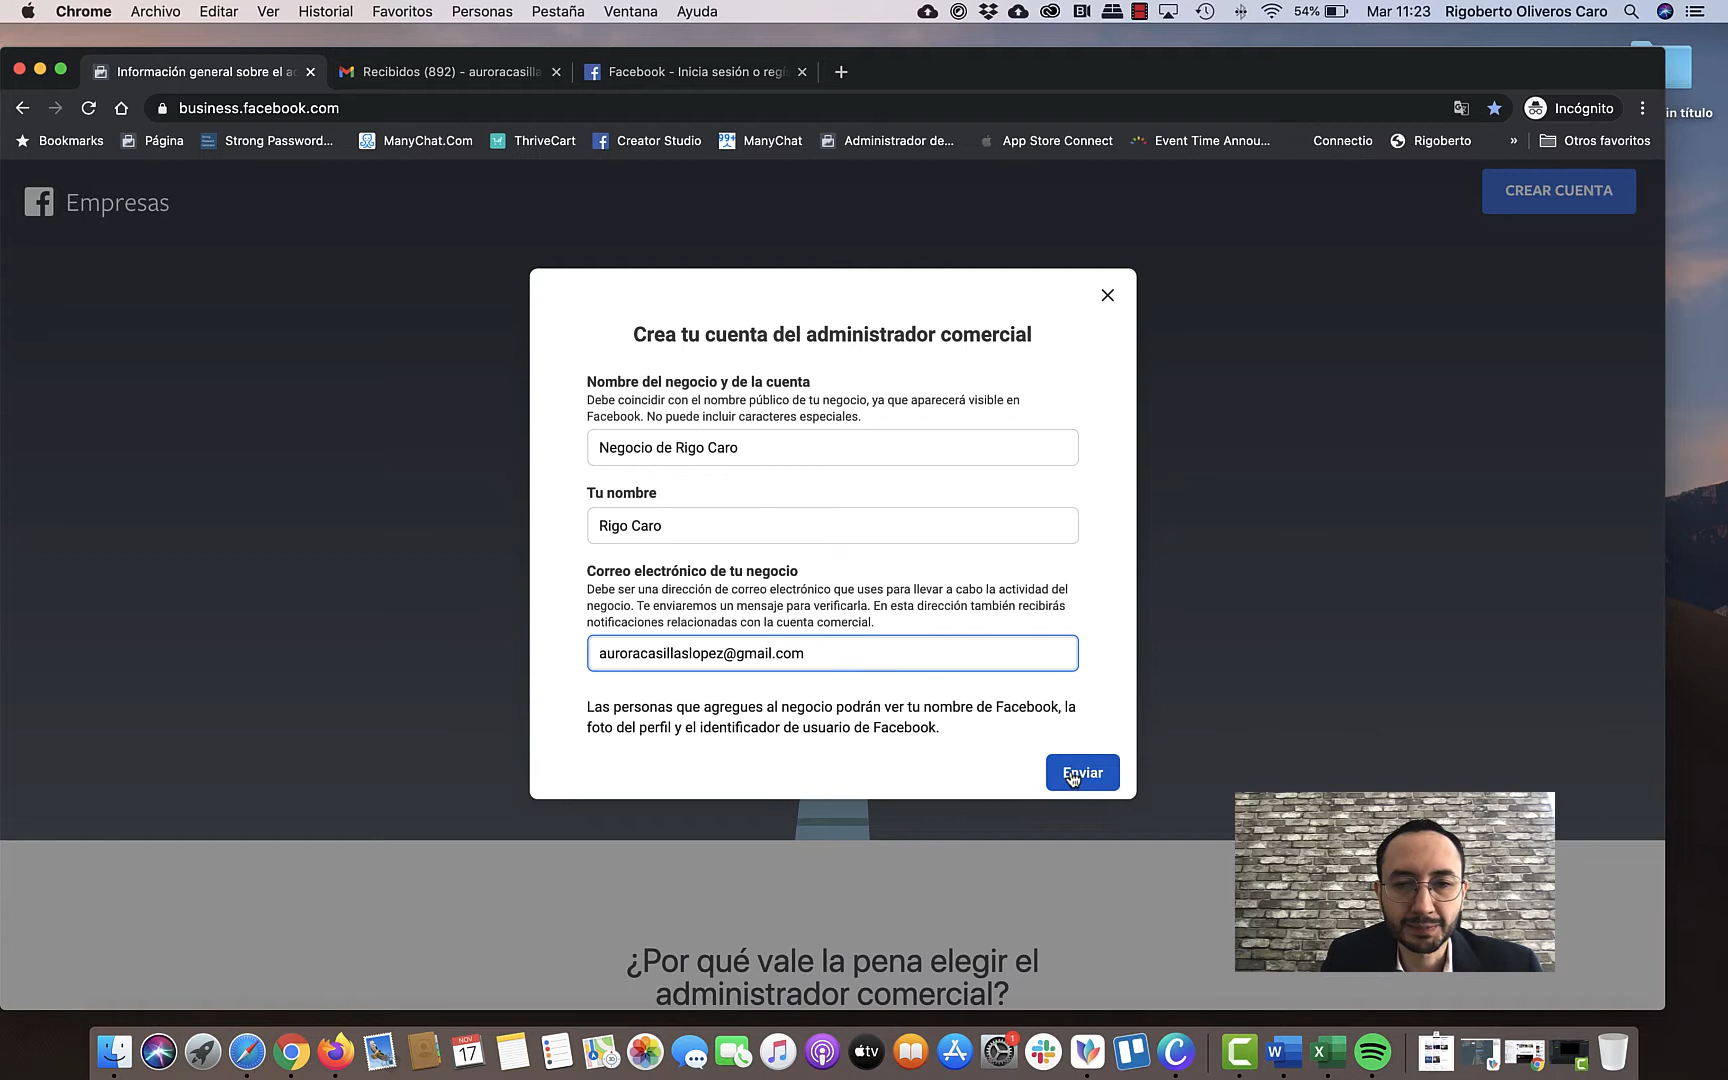 Chrome Archivo Editar Ver Historial Favoritos Personas Pestaña Ventana Ayuda
54% Mar 11:23 Rigoberto Oliveros Caro
Información general sobre el ac
Recibidos (892) - auroracasilla
Facebook - Inicia sesión o regi
business.facebook.com
Incógnito
in título
Bookmarks Página Strong Password... ManyChat.Com ThriveCart Creator Studio 99+ ManyChat Administrador de... App Store Connect Event Time Annou... Connectio Rigoberto » Otros favoritos
Empresas
CREAR CUENTA
Crea tu cuenta del administrador comercial
Nombre del negocio y de la cuenta
Debe coincidir con el nombre público de tu negocio, ya que aparecerá visible en
Facebook. No puede incluir caracteres especiales.
Negocio de Rigo Caro
Tu nombre
Rigo Caro
Correo electrónico de tu negocio
Debe ser una dirección de correo electrónico que uses para llevar a cabo la actividad del
negocio. Te enviaremos un mensaje para verificarla. En esta dirección también recibirás
notificaciones relacionadas con la cuenta comercial.
auroracasillaslopez@gmail.com
Las personas que agregues al negocio podrán ver tu nombre de Facebook, la
foto del perfil y el identificador de usuario de Facebook.
Enviar
¿Por qué vale la pena elegir el
administrador comercial?
NOV
17
tv
1
W
X